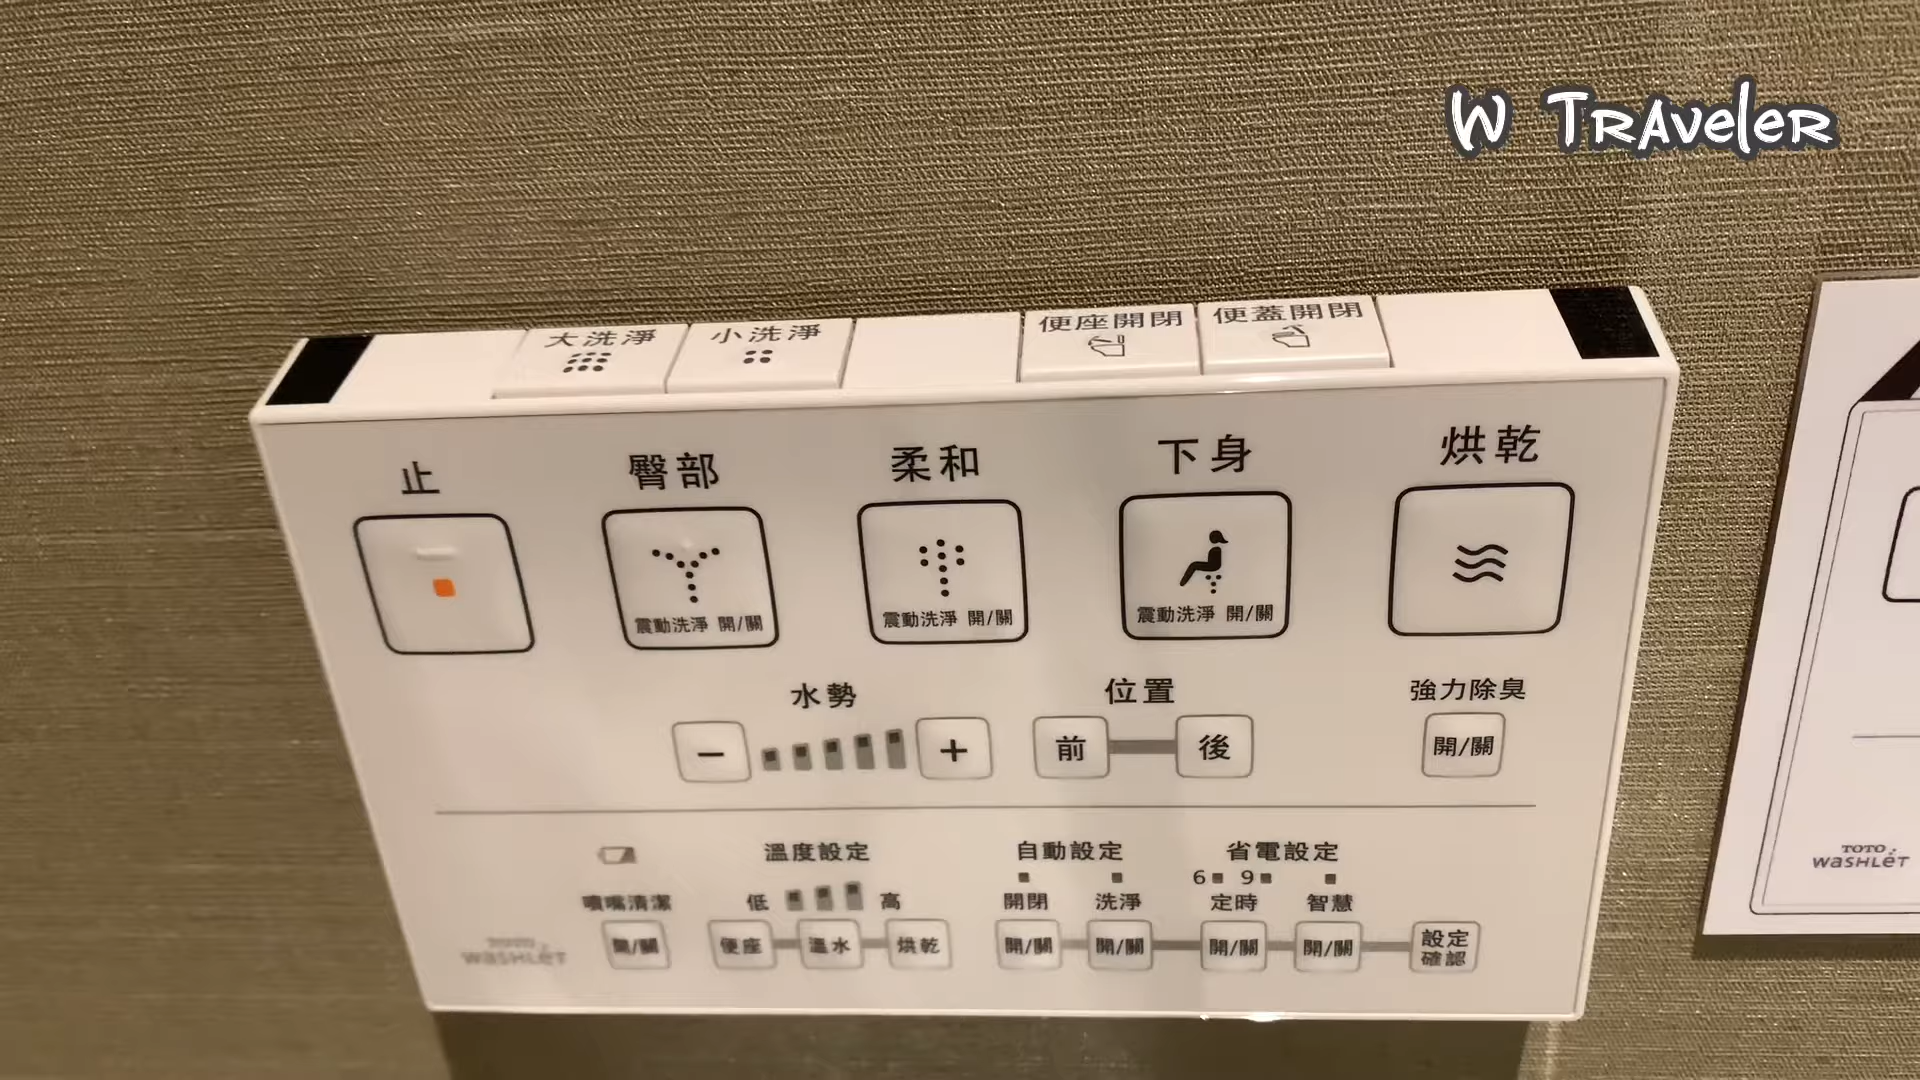 W Traveler
大洗淨 小洗淨 便座開閉 便蓋開閉
止 臀部 柔和 下身 烘乾
震動洗淨 開/關 震動洗淨 開/關 震動洗淨 開/關
水勢 位置 強力除臭
- + 前 後 開/關
溫度設定 自動設定 省電設定
6 9
噴嘴清潔 低 高 開閉 洗淨 定時 智慧
開/關 便座 溫水 烘乾 開/關 開/關 開/關 開/關 設定
確認
TOTO
WASHLET
TOTO
WASHLET